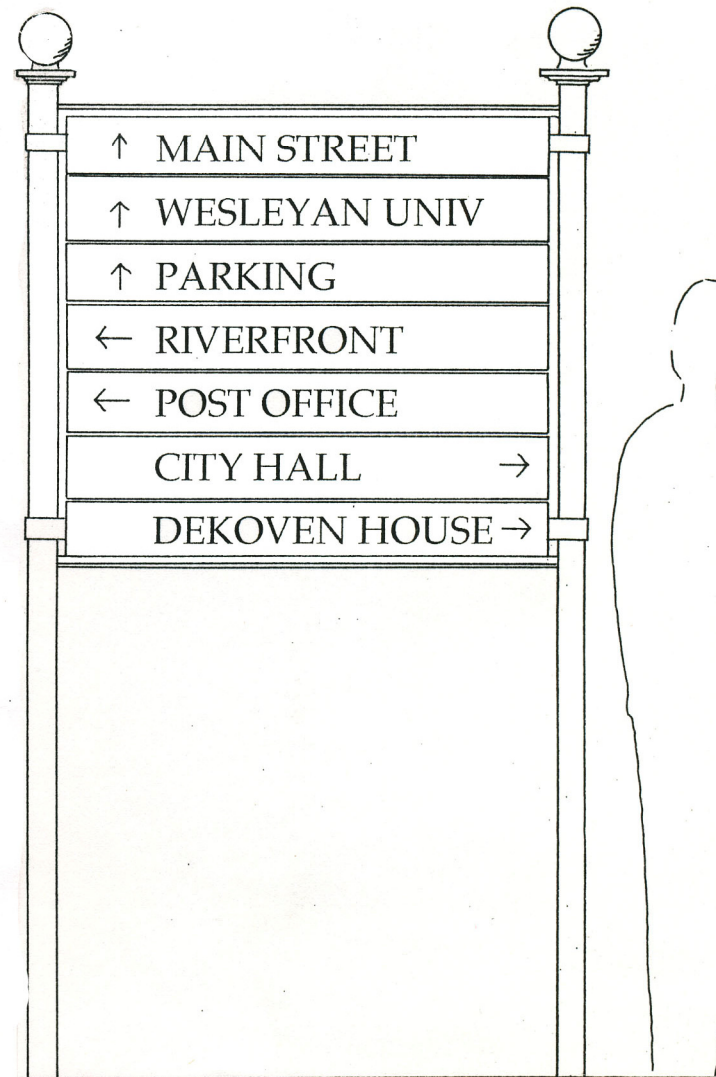 ↑ MAIN STREET
↑ WESLEYAN UNIV
↑ PARKING
← RIVERFRONT
← POST OFFICE
CITY HALL →
DEKOVEN HOUSE →